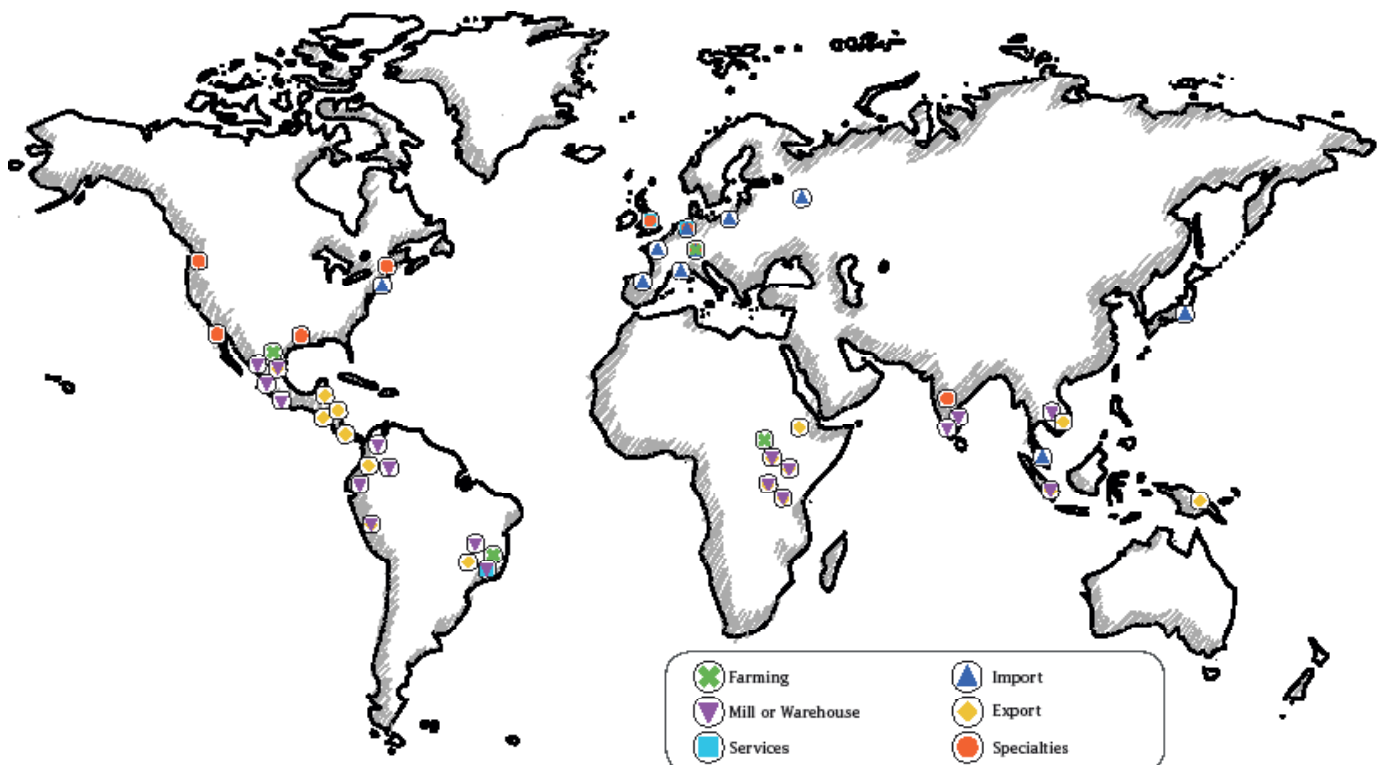 Farming
Import
Mill or Warehouse
Export
Services
Specialties